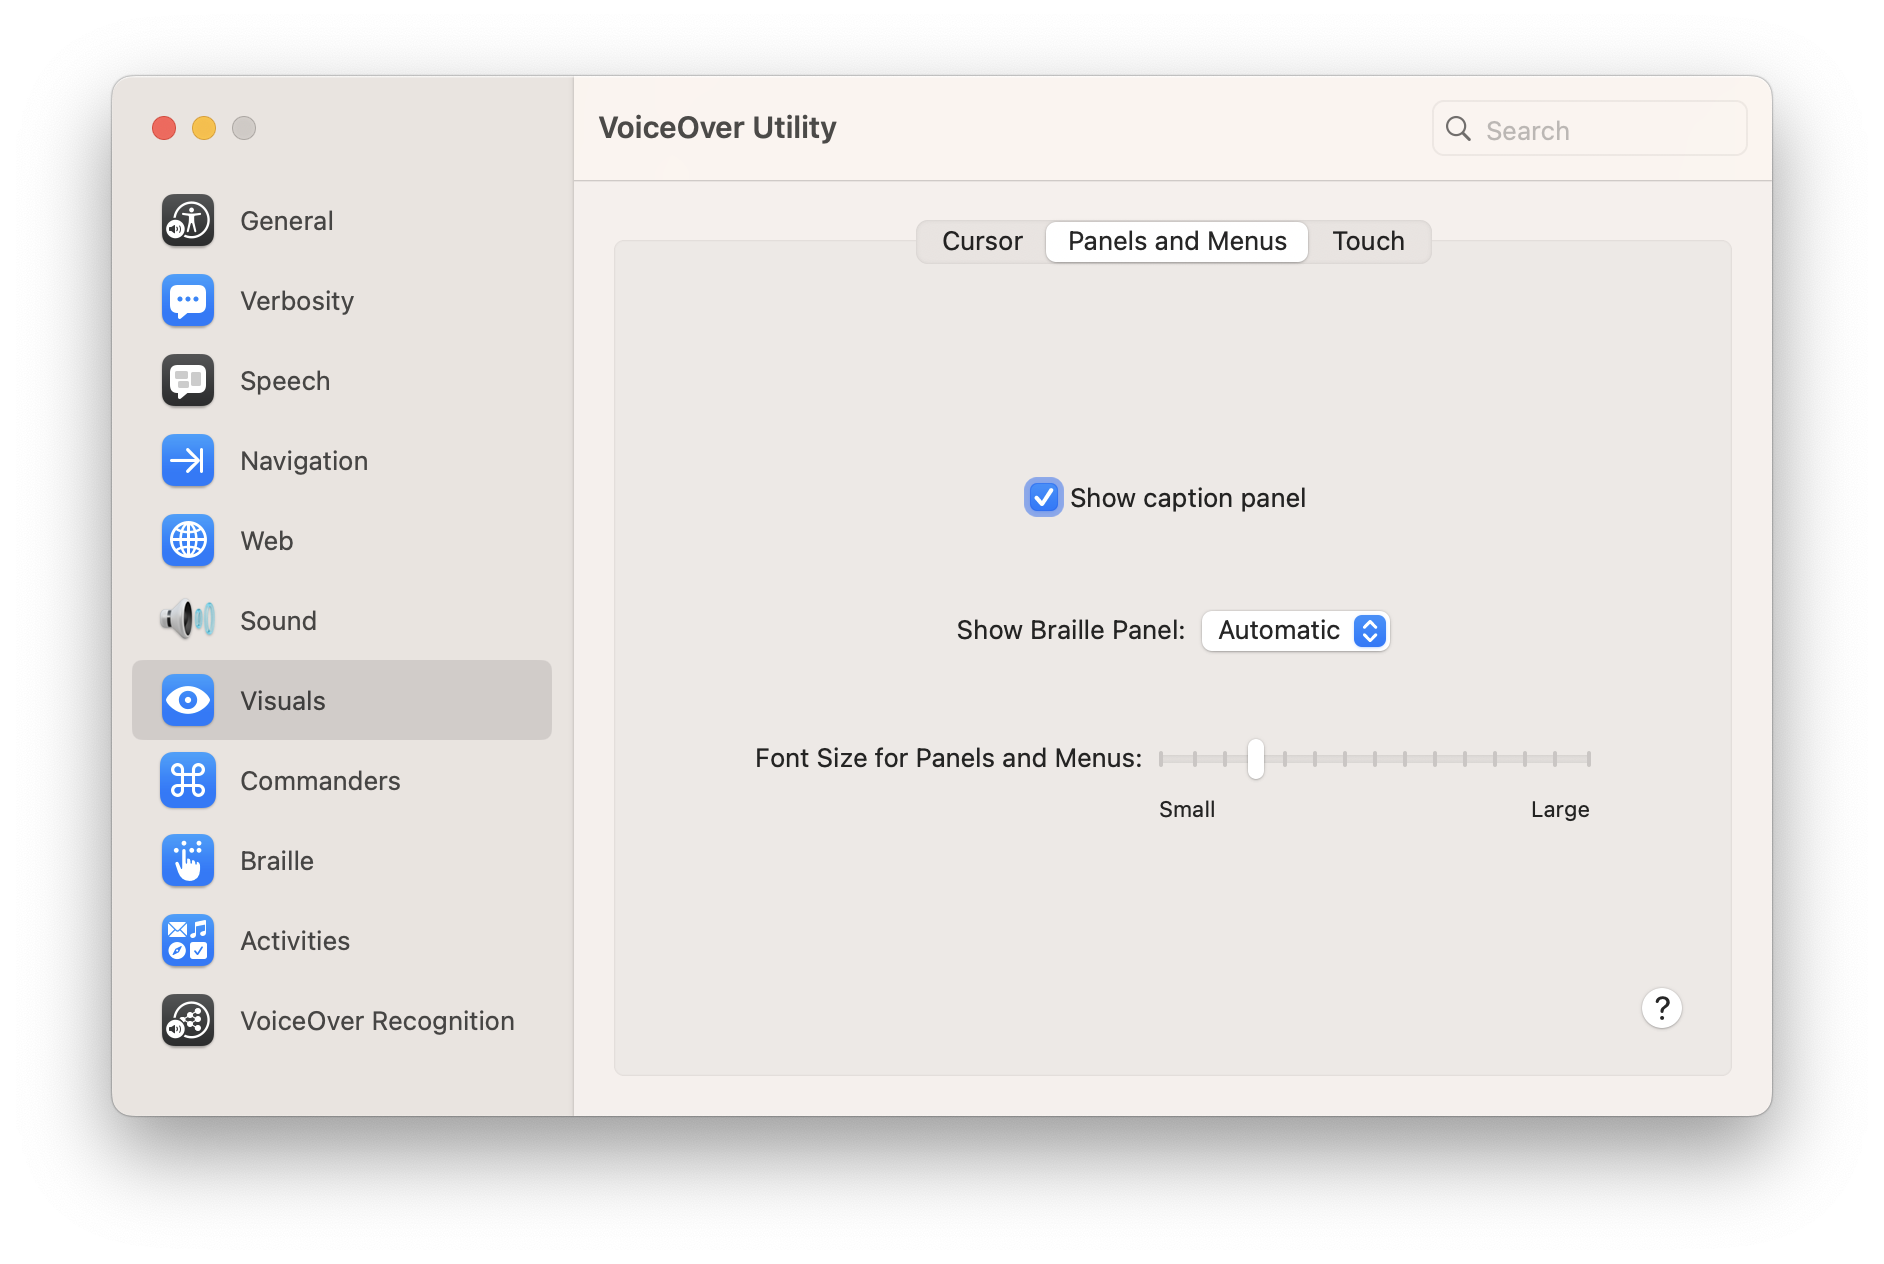 VoiceOver Utility
Search
General
Verbosity
Speech
Navigation
Web
Sound
Visuals
Commanders
Braille
Activities
VoiceOver Recognition
Cursor
Panels and Menus
Touch
Show caption panel
Show Braille Panel: Automatic
Font Size for Panels and Menus:
Small Large
?